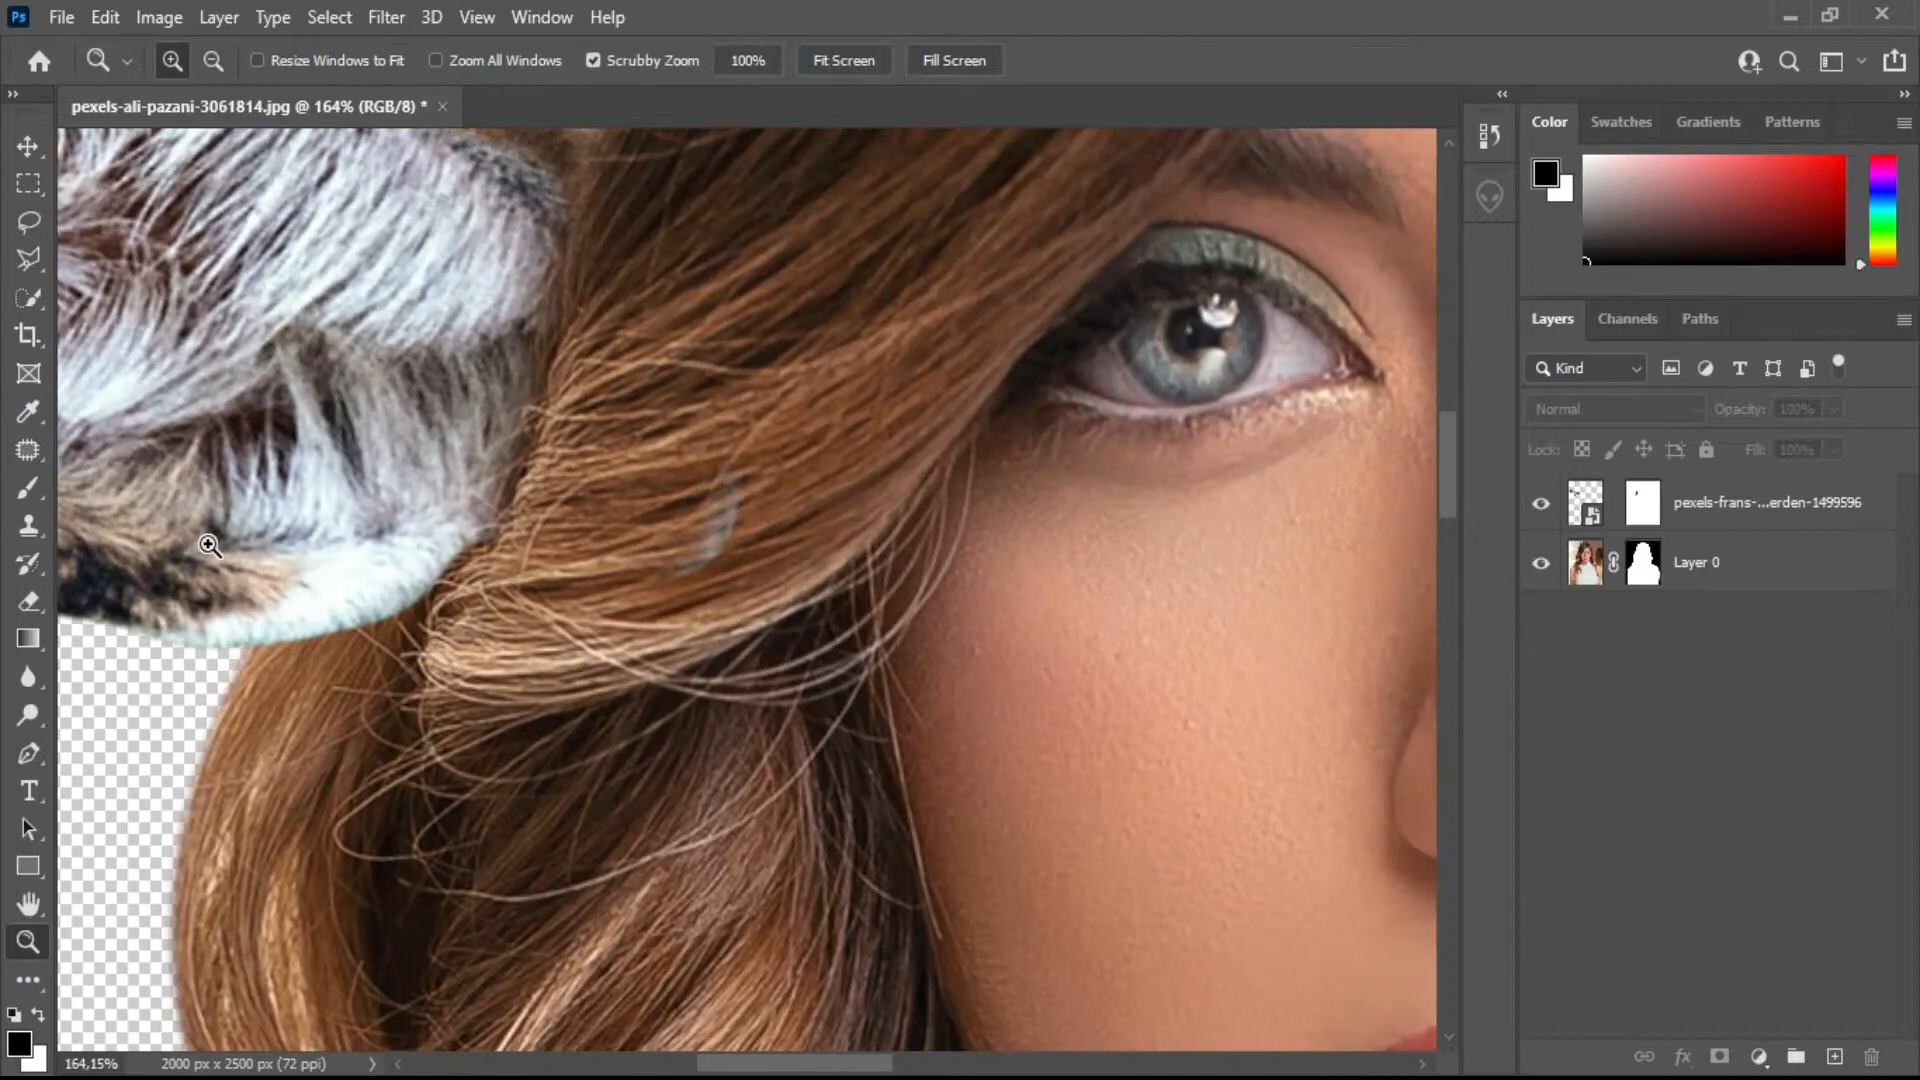 Ps File Edit Image Layer Type Select Filter 3D View Window Help
Resize Windows to Fit Zoom All Windows Scrubby Zoom 100% Fit Screen Fill Screen
pexels-ali-pazani-3061814.jpg @ 164% (RGB/8) *
Color Swatches Gradients Patterns
Layers Channels Paths
Kind
Normal Opacity: 100%
Lock: Fill: 100%
pexels-frans-...erden-1499596
Layer 0
164,15% 2000 px x 2500 px (72 ppi)